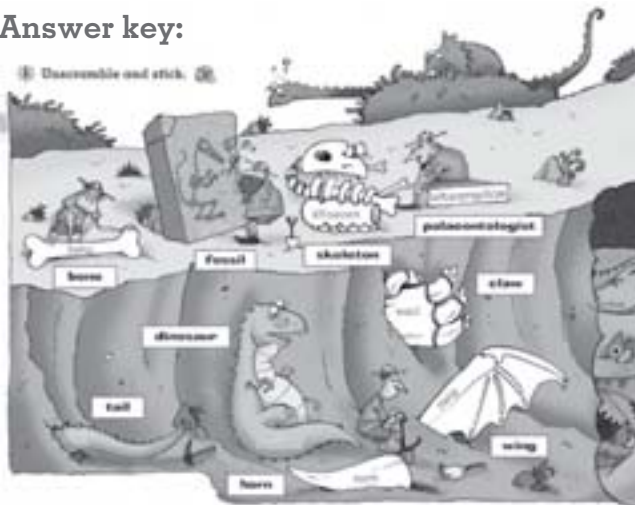 Answer key:
Unscramble and stick.
palaeontologist
fossil
skeleton
bone
claw
dinosaur
tail
wing
horn